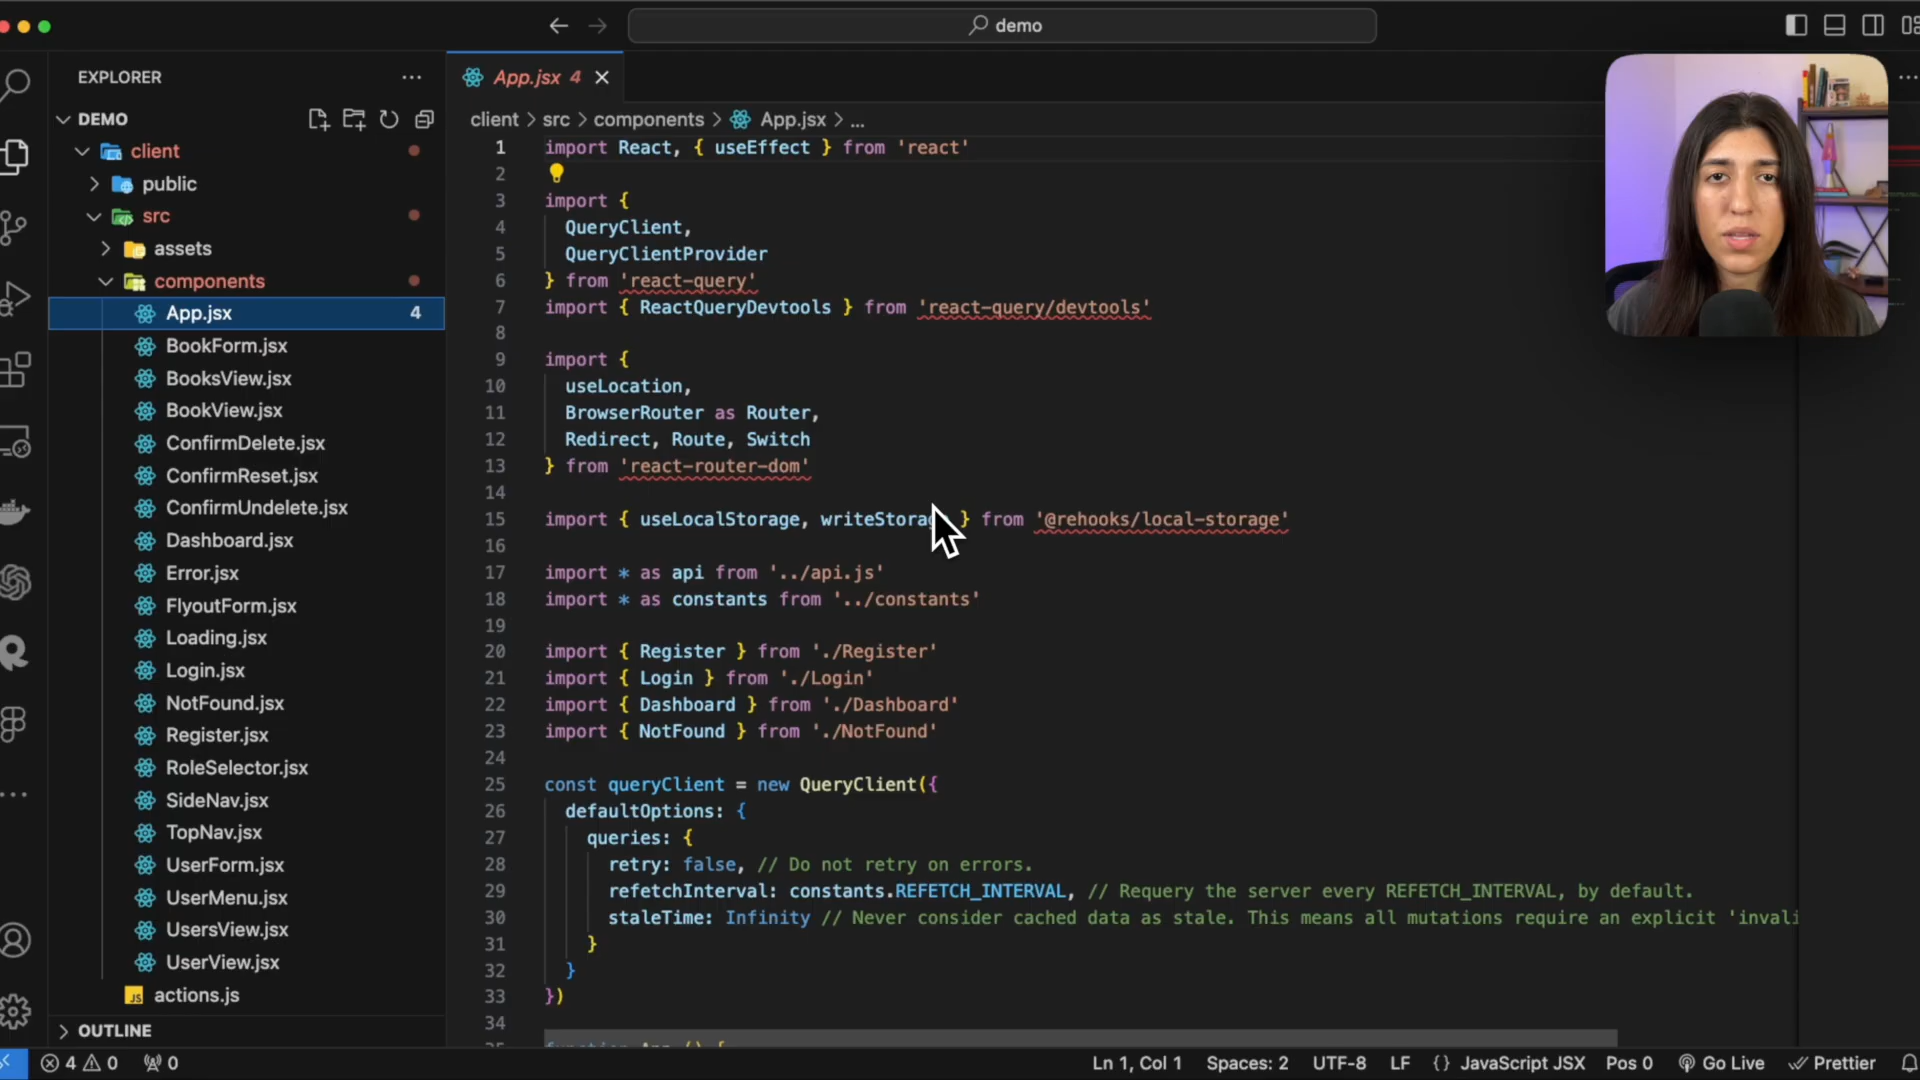 demo
EXPLORER
DEMO
client
public
src
assets
components
App.jsx 4
BookForm.jsx
BooksView.jsx
BookView.jsx
ConfirmDelete.jsx
ConfirmReset.jsx
ConfirmUndelete.jsx
Dashboard.jsx
Error.jsx
FlyoutForm.jsx
Loading.jsx
Login.jsx
NotFound.jsx
Register.jsx
RoleSelector.jsx
SideNav.jsx
TopNav.jsx
UserForm.jsx
UserMenu.jsx
UsersView.jsx
UserView.jsx
JS actions.js
OUTLINE
App.jsx 4
client > src > components > App.jsx > ...
1 import React, { useEffect } from 'react'
2
3 import {
4 QueryClient,
5 QueryClientProvider
6 } from 'react-query'
7 import { ReactQueryDevtools } from 'react-query/devtools'
8
9 import {
10 useLocation,
11 BrowserRouter as Router,
12 Redirect, Route, Switch
13 } from 'react-router-dom'
14
15 import { useLocalStorage, writeStorag } from '@rehooks/local-storage'
16
17 import * as api from '../api.js'
18 import * as constants from '../constants'
19
20 import { Register } from './Register'
21 import { Login } from './Login'
22 import { Dashboard } from './Dashboard'
23 import { NotFound } from './NotFound'
24
25 const queryClient = new QueryClient({
26 defaultOptions: {
27 queries: {
28 retry: false, // Do not retry on errors.
29 refetchInterval: constants.REFETCH_INTERVAL, // Requery the server every REFETCH_INTERVAL, by default.
30 staleTime: Infinity // Never consider cached data as stale. This means all mutations require an explicit 'invali
31 }
32 }
33 })
34
4 0 0
Ln 1, Col 1 Spaces: 2 UTF-8 LF {} JavaScript JSX Pos 0 Go Live Prettier